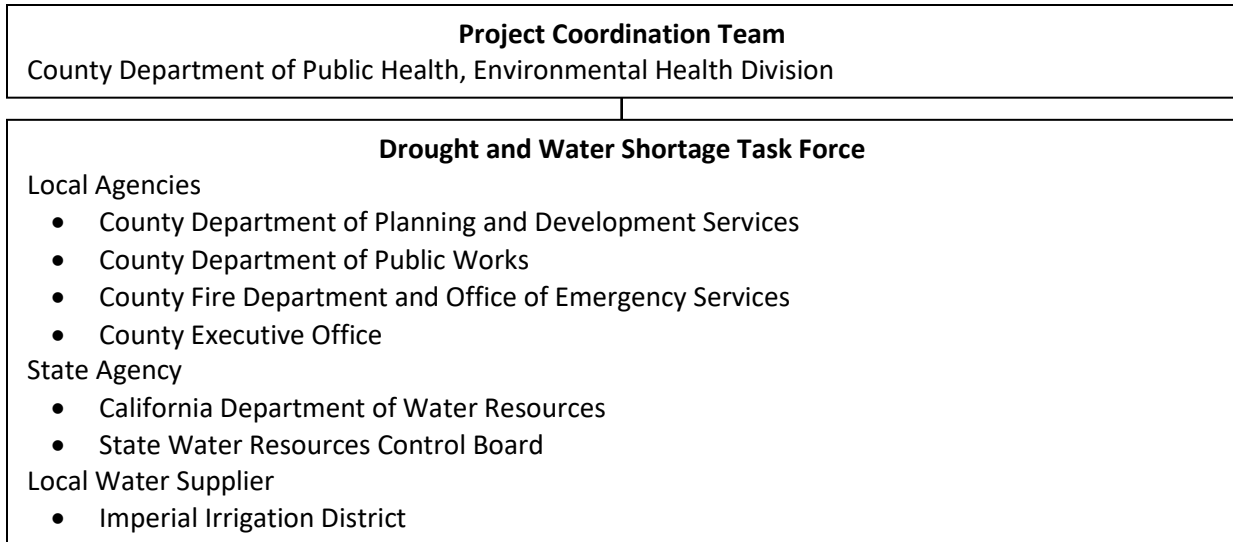 Project Coordination Team
County Department of Public Health, Environmental Health Division
Drought and Water Shortage Task Force
Local Agencies
• County Department of Planning and Development Services
• County Department of Public Works
• County Fire Department and Office of Emergency Services
• County Executive Office
State Agency
• California Department of Water Resources
• State Water Resources Control Board
Local Water Supplier
• Imperial Irrigation District